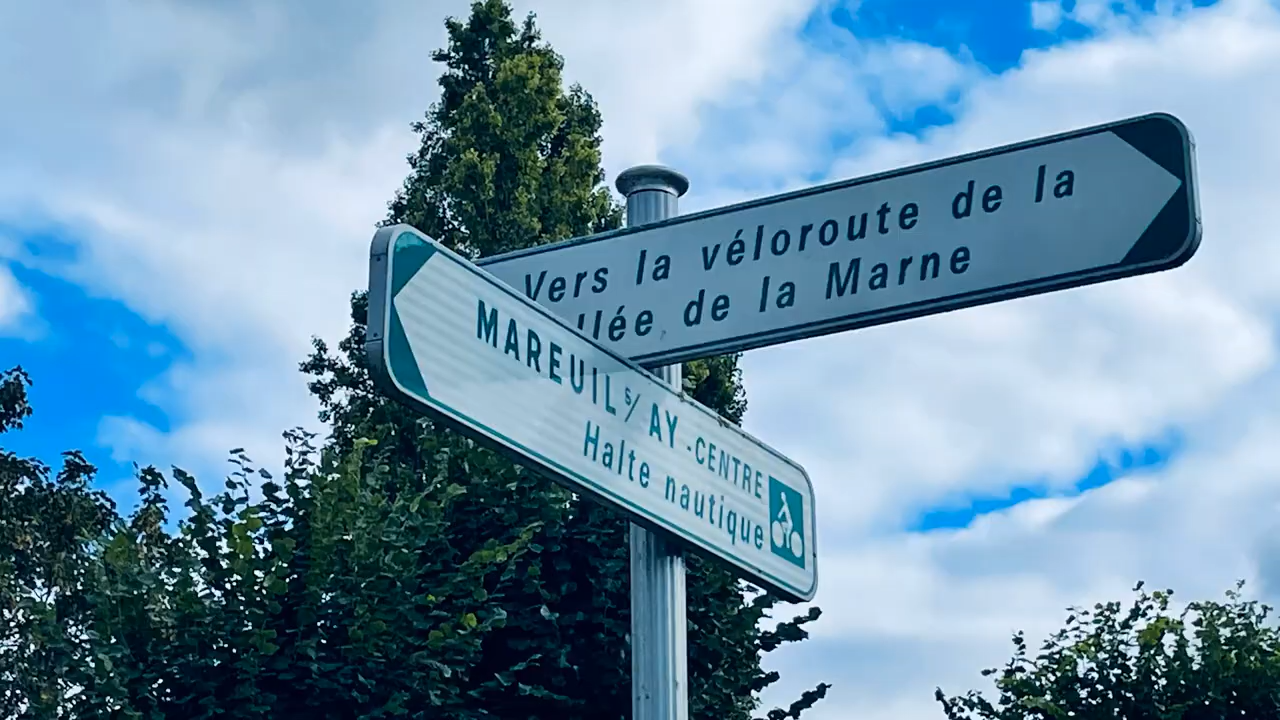 Vers la véloroute de la
llée de la Marne
MAREUIL s/ AY - CENTRE
Halte nautique